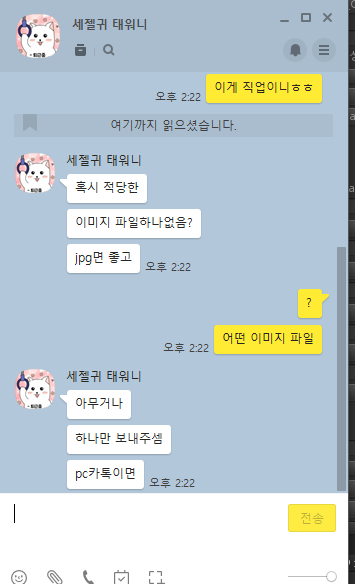 세젤귀 태워니
이게 직업이니ㅎㅎ
오후 2:22
여기까지 읽으셨습니다.
세젤귀 태워니
혹시 적당한
이미지 파일하나없음?
jpg면 좋고
오후 2:22
?
어떤 이미지 파일
오후 2:22
세젤귀 태워니
아무거나
하나만 보내주셈
pc카톡이면
오후 2:22
전송